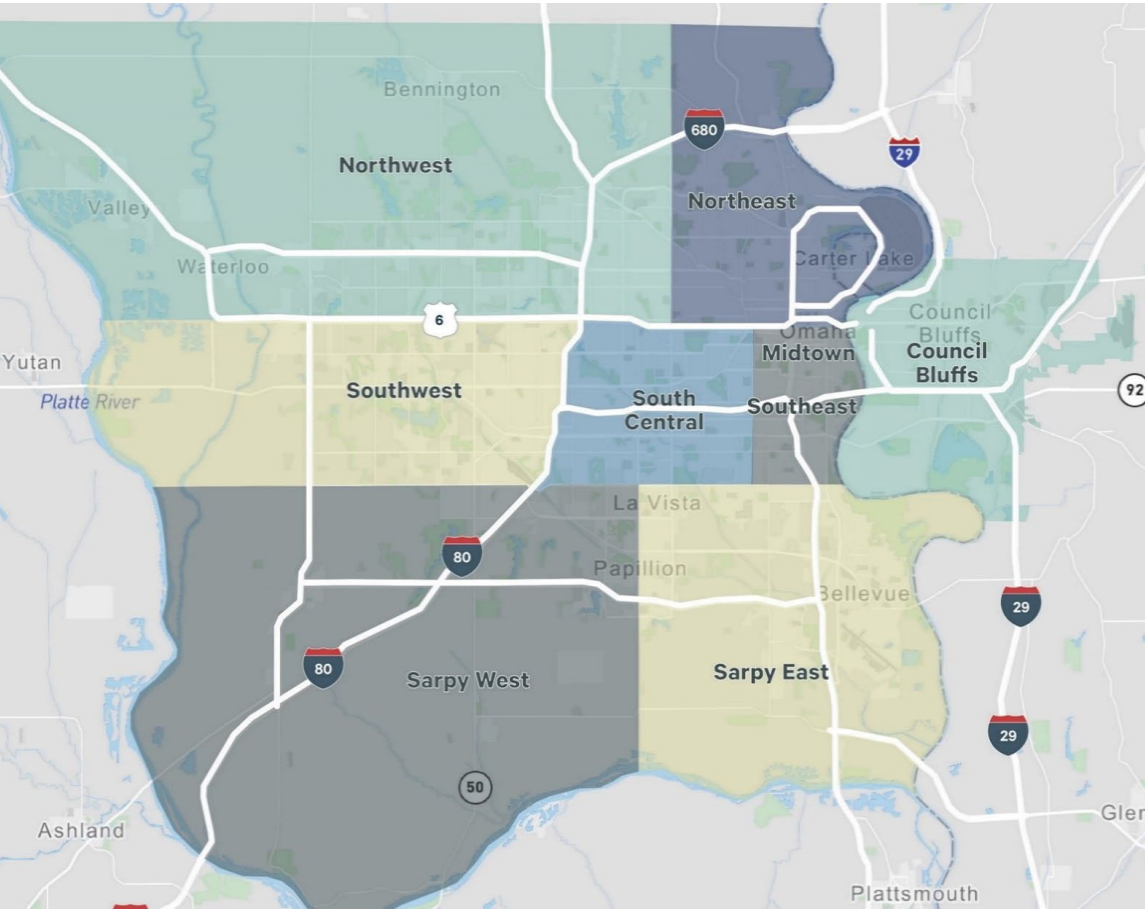 Bennington
680
29
Northwest
Northeast
Valley
Carter Lake
Waterloo
6
Council
Bluffs
Omaha
Midtown
Council
Bluffs
Yutan
Platte River
Southwest
South
Central
Southeast
92
La Vista
80
Papillion
Bellevue
29
80
Sarpy West
Sarpy East
29
50
Ashland
Glen
Plattsmouth